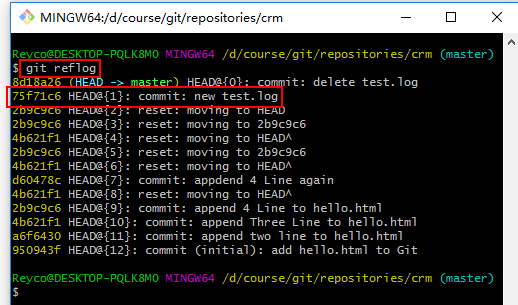 MINGW64:/d/course/git/repositories/crm
Reyco@DESKTOP-PQLK8MO MINGW64 /d/course/git/repositories/crm (master)
$ git reflog
8d18a26 (HEAD -> master) HEAD@{0}: commit: delete test.log
75f71c6 HEAD@{1}: commit: new test.log
2b9c9c6 HEAD@{2}: reset: moving to HEAD
2b9c9c6 HEAD@{3}: reset: moving to 2b9c9c6
4b621f1 HEAD@{4}: reset: moving to HEAD^
2b9c9c6 HEAD@{5}: reset: moving to 2b9c9c6
4b621f1 HEAD@{6}: reset: moving to HEAD^
d60478c HEAD@{7}: commit: appdend 4 Line again
4b621f1 HEAD@{8}: reset: moving to HEAD^
2b9c9c6 HEAD@{9}: commit: append 4 Line to hello.html
4b621f1 HEAD@{10}: commit: append Three Line to hello.html
a6f6430 HEAD@{11}: commit: append two line to hello.html
950943f HEAD@{12}: commit (initial): add hello.html to Git
Reyco@DESKTOP-PQLK8MO MINGW64 /d/course/git/repositories/crm (master)
$